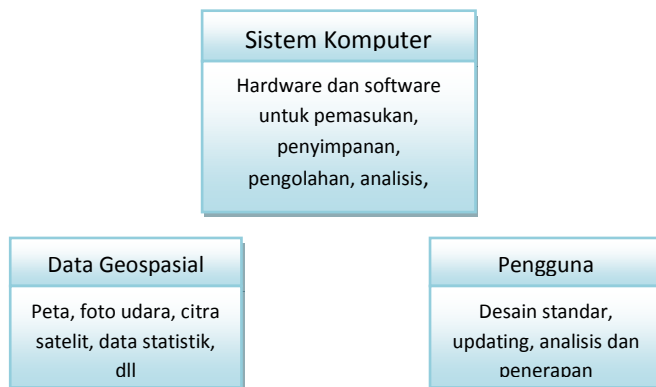 Sistem Komputer
Hardware dan software
untuk pemasukan,
penyimpanan,
pengolahan, analisis,
Data Geospasial
Peta, foto udara, citra
satelit, data statistik,
dll
Pengguna
Desain standar,
updating, analisis dan
penerapan